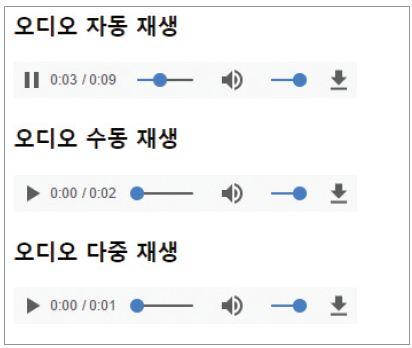 오디오 자동 재생
0:03 / 0:09
오디오 수동 재생
0:00 / 0:02
오디오 다중 재생
0:00 / 0:01